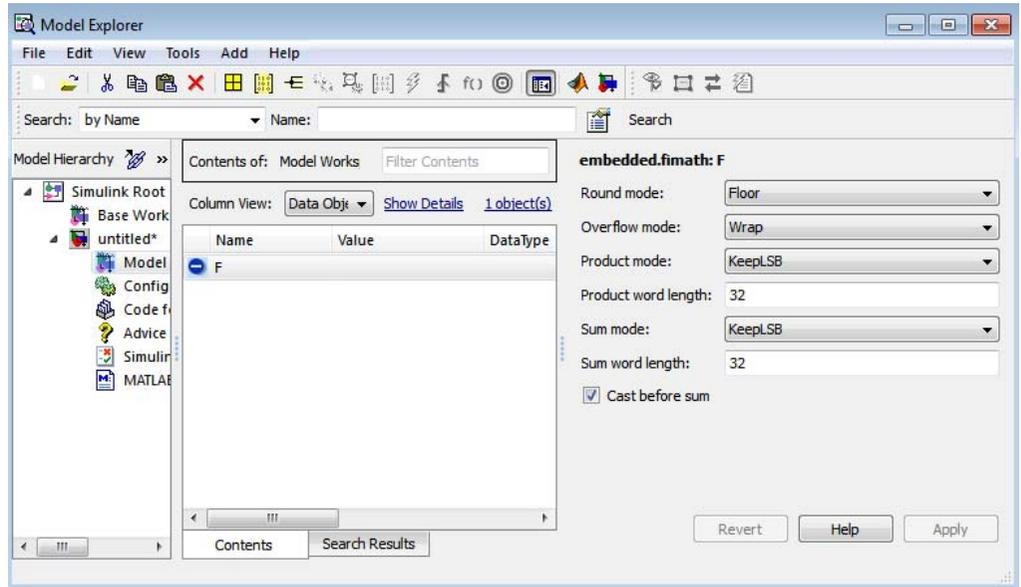 Model Explorer
File Edit View Tools Add Help
Search: by Name Name: Search
Model Hierarchy »
Simulink Root
Base Work
untitled*
Model
Config
Code f
Advice
Simulin
MATLAB
Contents of: Model Works Filter Contents
Column View: Data Obje Show Details 1 object(s)
Name Value DataType
F
Contents Search Results
embedded.fimath: F
Round mode: Floor
Overflow mode: Wrap
Product mode: KeepLSB
Product word length: 32
Sum mode: KeepLSB
Sum word length: 32
Cast before sum
Revert Help Apply